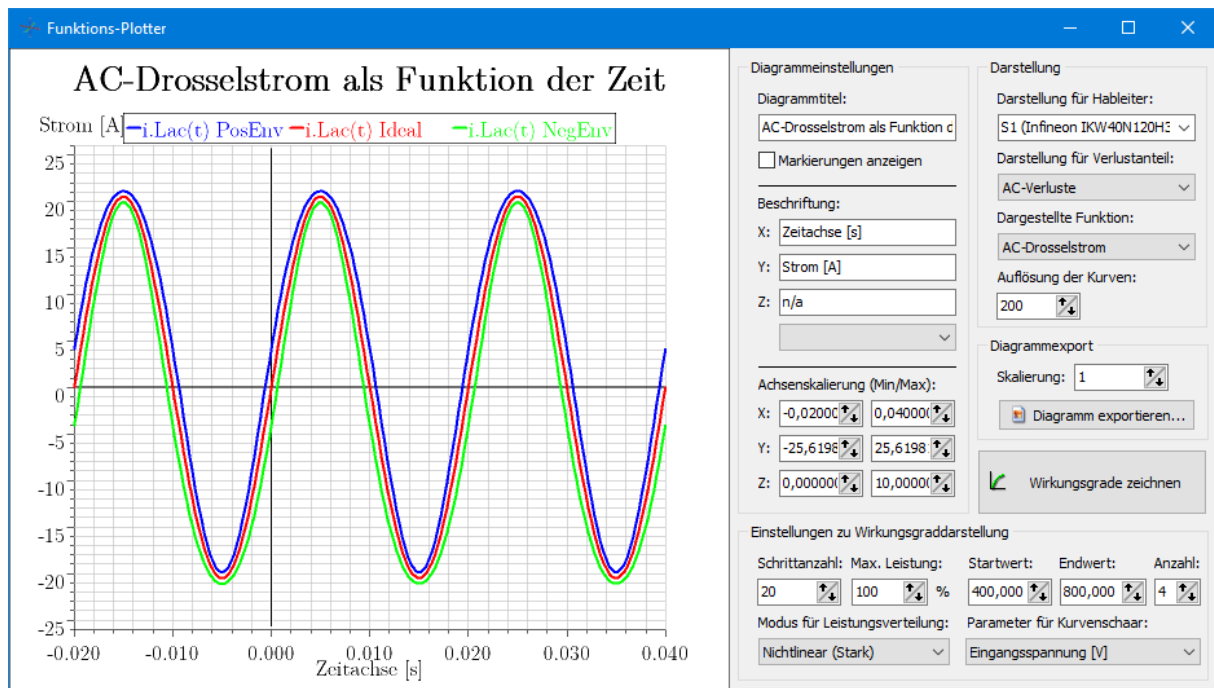 Funktions-Plotter
AC-Drosselstrom als Funktion der Zeit
Strom [A]
i.Lac(t) PosEnv i.Lac(t) Ideal i.Lac(t) NegEnv
25
20
15
10
5
0
-5
-10
-15
-20
-25
-0.020 -0.010 0.000 0.010 0.020 0.030 0.040
Zeitachse [s]
Diagrammeinstellungen
Diagrammtitel:
AC-Drosselstrom als Funktion d
Markierungen anzeigen
Beschriftung:
X: Zeitachse [s]
Y: Strom [A]
Z: n/a
Achsenskalierung (Min/Max):
X: -0,0200C 0,04000(
Y: -25,6198 25,6198
Z: 0,00000( 10,0000(
Darstellung
Darstellung für Hableiter:
S1 (Infineon IKW40N120H3
Darstellung für Verlustanteil:
AC-Verluste
Dargestellte Funktion:
AC-Drosselstrom
Auflösung der Kurven:
200
Diagrammexport
Skalierung: 1
Diagramm exportieren...
Wirkungsgrade zeichnen
Einstellungen zu Wirkungsgraddarstellung
Schrittanzahl: Max. Leistung: Startwert: Endwert: Anzahl:
20 100 % 400,000 800,000 4
Modus für Leistungsverteilung: Parameter für Kurvenschaar:
Nichtlinear (Stark) Eingangsspannung [V]